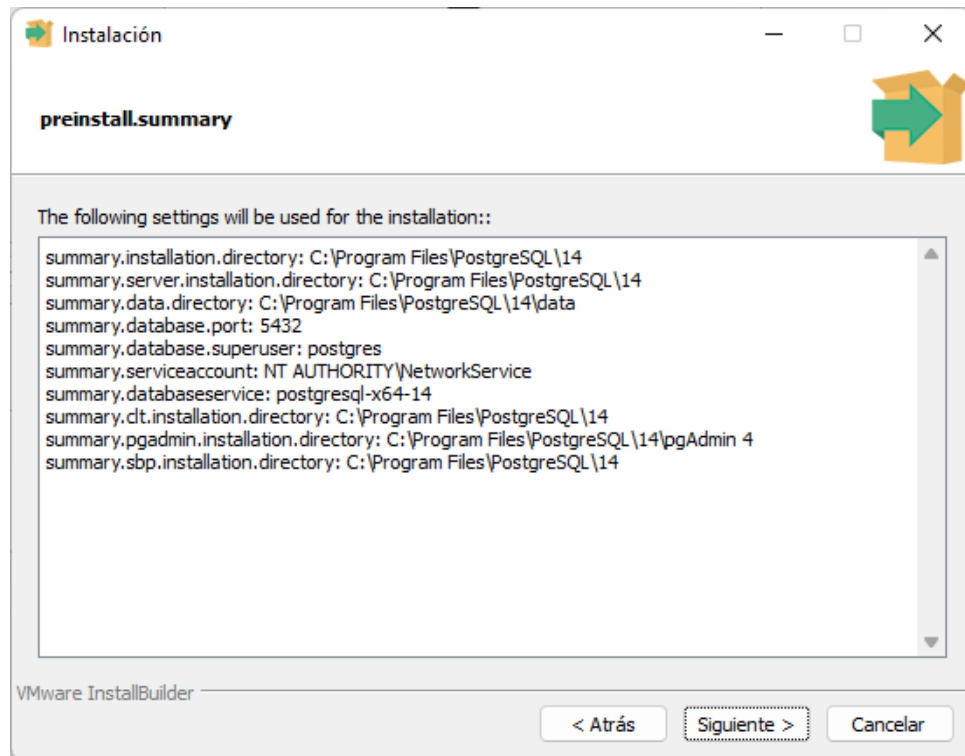 Instalación
preinstall.summary
The following settings will be used for the installation::
summary.installation.directory: C:\Program Files\PostgreSQL\14
summary.server.installation.directory: C:\Program Files\PostgreSQL\14
summary.data.directory: C:\Program Files\PostgreSQL\14\data
summary.database.port: 5432
summary.database.superuser: postgres
summary.serviceaccount: NT AUTHORITY\NetworkService
summary.databaseservice: postgresql-x64-14
summary.clt.installation.directory: C:\Program Files\PostgreSQL\14
summary.pgadmin.installation.directory: C:\Program Files\PostgreSQL\14\pgAdmin 4
summary.sbp.installation.directory: C:\Program Files\PostgreSQL\14
VMware InstallBuilder
< Atrás Siguiente > Cancelar